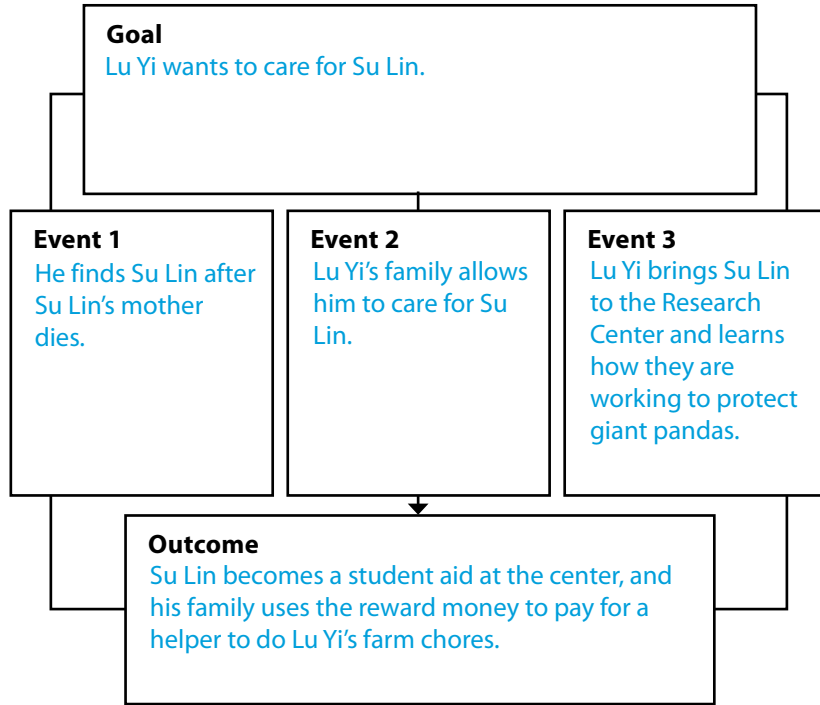 Goal
Lu Yi wants to care for Su Lin.
Event 1
He finds Su Lin after
Su Lin’s mother
dies.
Event 2
Lu Yi’s family allows
him to care for Su
Lin.
Event 3
Lu Yi brings Su Lin
to the Research
Center and learns
how they are
working to protect
giant pandas.
Outcome
Su Lin becomes a student aid at the center, and
his family uses the reward money to pay for a
helper to do Lu Yi’s farm chores.